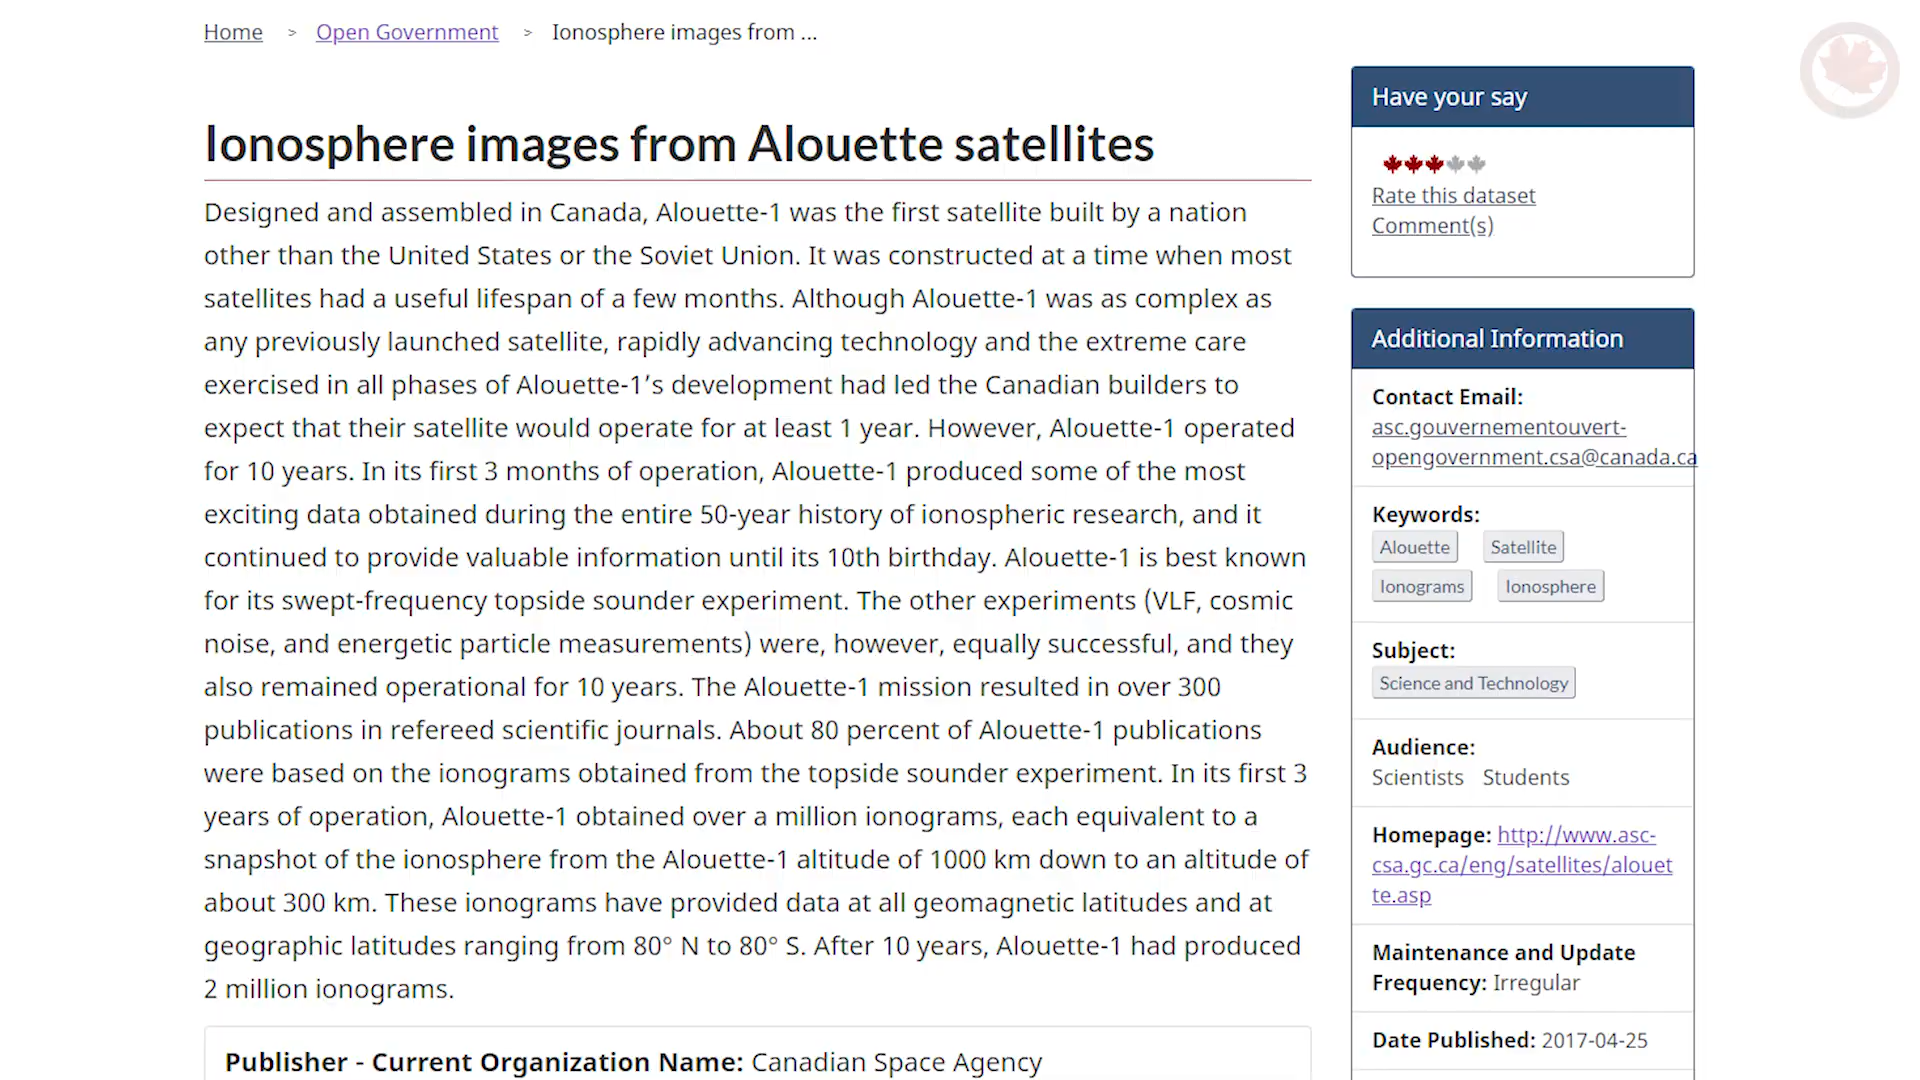 Home > Open Government > Ionosphere images from ...
Ionosphere images from Alouette satellites
Designed and assembled in Canada, Alouette-1 was the first satellite built by a nation
other than the United States or the Soviet Union. It was constructed at a time when most
satellites had a useful lifespan of a few months. Although Alouette-1 was as complex as
any previously launched satellite, rapidly advancing technology and the extreme care
exercised in all phases of Alouette-1’s development had led the Canadian builders to
expect that their satellite would operate for at least 1 year. However, Alouette-1 operated
for 10 years. In its first 3 months of operation, Alouette-1 produced some of the most
exciting data obtained during the entire 50-year history of ionospheric research, and it
continued to provide valuable information until its 10th birthday. Alouette-1 is best known
for its swept-frequency topside sounder experiment. The other experiments (VLF, cosmic
noise, and energetic particle measurements) were, however, equally successful, and they
also remained operational for 10 years. The Alouette-1 mission resulted in over 300
publications in refereed scientific journals. About 80 percent of Alouette-1 publications
were based on the ionograms obtained from the topside sounder experiment. In its first 3
years of operation, Alouette-1 obtained over a million ionograms, each equivalent to a
snapshot of the ionosphere from the Alouette-1 altitude of 1000 km down to an altitude of
about 300 km. These ionograms have provided data at all geomagnetic latitudes and at
geographic latitudes ranging from 80° N to 80° S. After 10 years, Alouette-1 had produced
2 million ionograms.
Publisher - Current Organization Name: Canadian Space Agency
Have your say
Rate this dataset
Comment(s)
Additional Information
Contact Email:
asc.gouvernementouvert-
opengovernment.csa@canada.ca
Keywords:
Alouette Satellite
Ionograms Ionosphere
Subject:
Science and Technology
Audience:
Scientists Students
Homepage: http://www.asc-
csa.gc.ca/eng/satellites/alouet
te.asp
Maintenance and Update
Frequency: Irregular
Date Published: 2017-04-25